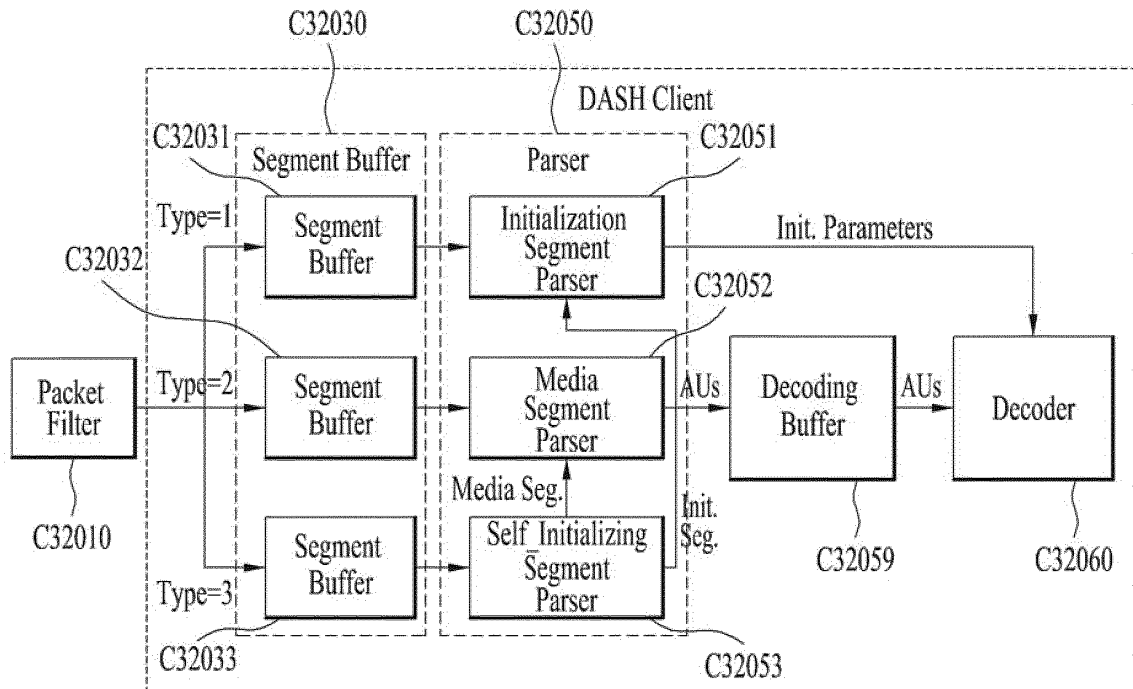 C32030
C32050
DASH Client
C32031
C32051
Segment Buffer
Parser
Type=1
Segment
Buffer
Initialization
Segment
Parser
Init. Parameters
C32032
C32052
Packet
Filter
Type=2
Segment
Buffer
Media
Segment
Parser
AUs
Decoding
Buffer
AUs
Decoder
Media Seg.
Init.
Seg.
C32010
Type=3
Segment
Buffer
Self_Initializing
Segment
Parser
C32059
C32060
C32033
C32053